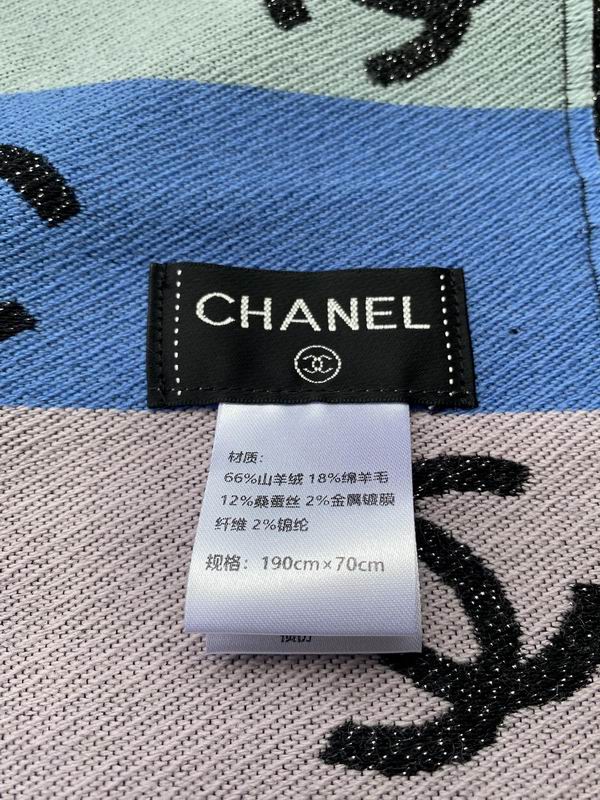 CHANEL
材质:
66%山羊绒 18%绵羊毛
12%桑蚕丝 2%金属镀膜
纤维 2%锦纶
规格：190cm×70cm